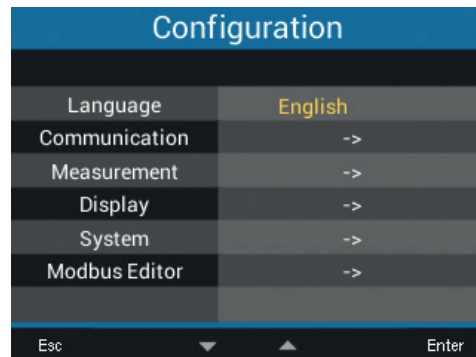 Configuration
Language English
Communication ->
Measurement ->
Display ->
System ->
Modbus Editor ->
Esc Enter